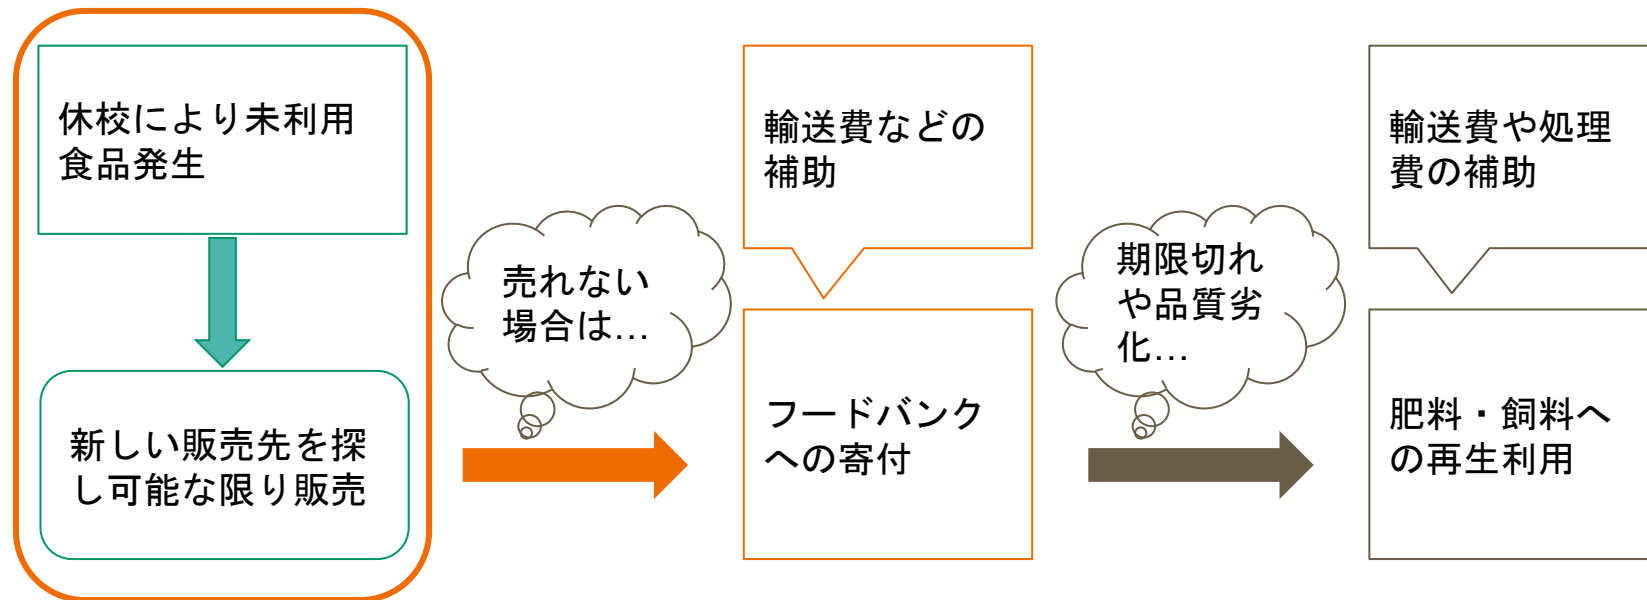 休校により未利用
食品発生
新しい販売先を探
し可能な限り販売
売れない
場合は…
輸送費などの
補助
フードバンク
への寄付
期限切れ
や品質劣
化…
輸送費や処理
費の補助
肥料・飼料へ
の再生利用